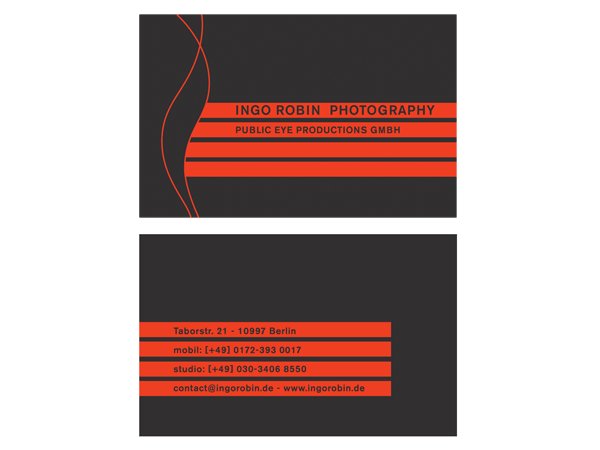 INGO ROBIN PHOTOGRAPHY
PUBLIC EYE PRODUCTIONS GMBH
Taborstr. 21 - 10997 Berlin
mobil: [+49] 0172-393 0017
studio: [+49] 030-3406 8550
contact@ingorobin.de - www.ingorobin.de